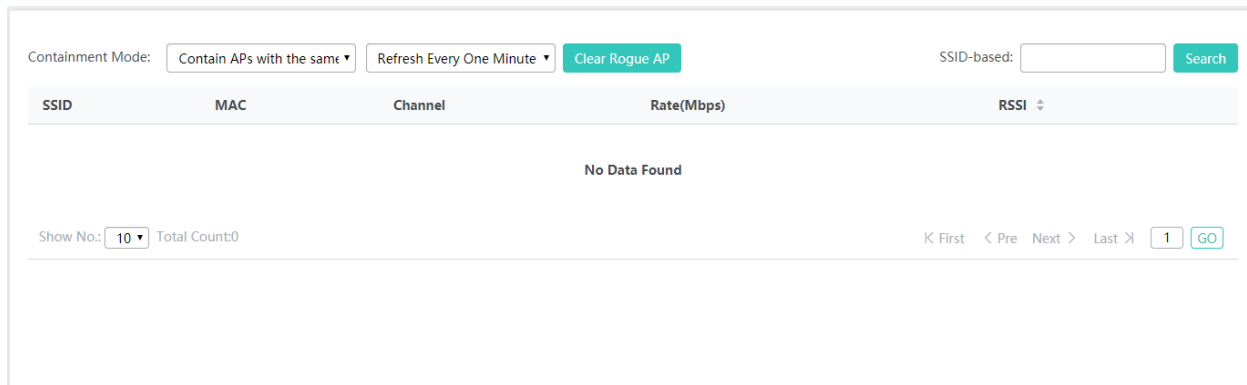 Containment Mode: Contain APs with the same Refresh Every One Minute Clear Rogue AP SSID-based: Search
SSID MAC Channel Rate(Mbps) RSSI
No Data Found
Show No.: 10 Total Count:0 First Pre Next Last 1 GO